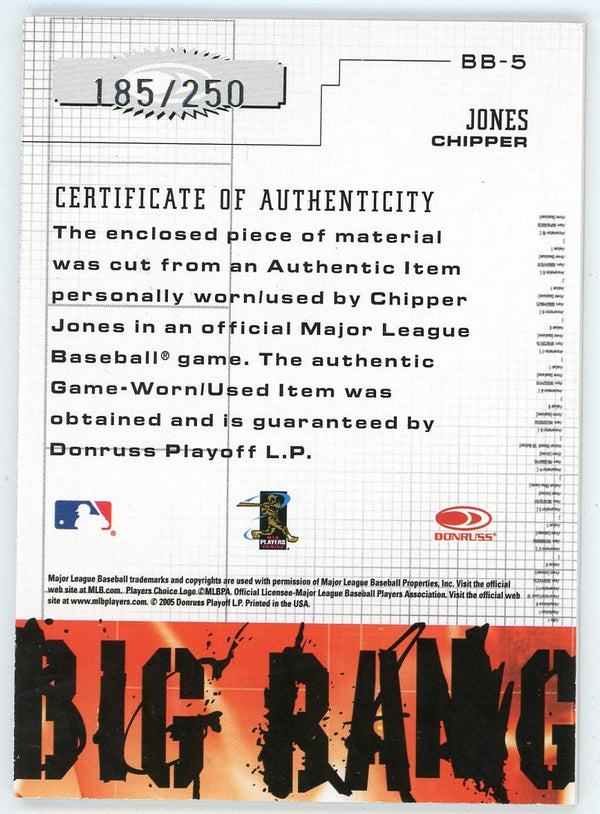 BB-5
185/250
JONES
CHIPPER
CERTIFICATE OF AUTHENTICITY
The enclosed piece of material
was cut from an Authentic Item
personally worn/used by Chipper
Jones in an official Major League
Baseball® game. The authentic
Game-Worn/Used Item was
obtained and is guaranteed by
Donruss Playoff L.P.
MLB
PLAYERS
CHOICE
DONRUSS®
Major League Baseball trademarks and copyrights are used with permission of Major League Baseball Properties, Inc. Visit the official
web site at MLB.com. Players Choice Logo ©MLBPA. Official Licensee-Major League Baseball Players Association. Visit the official web
site at www.mlbplayers.com. © 2005 Donruss Playoff L.P. Printed in the USA.
BIG BANG